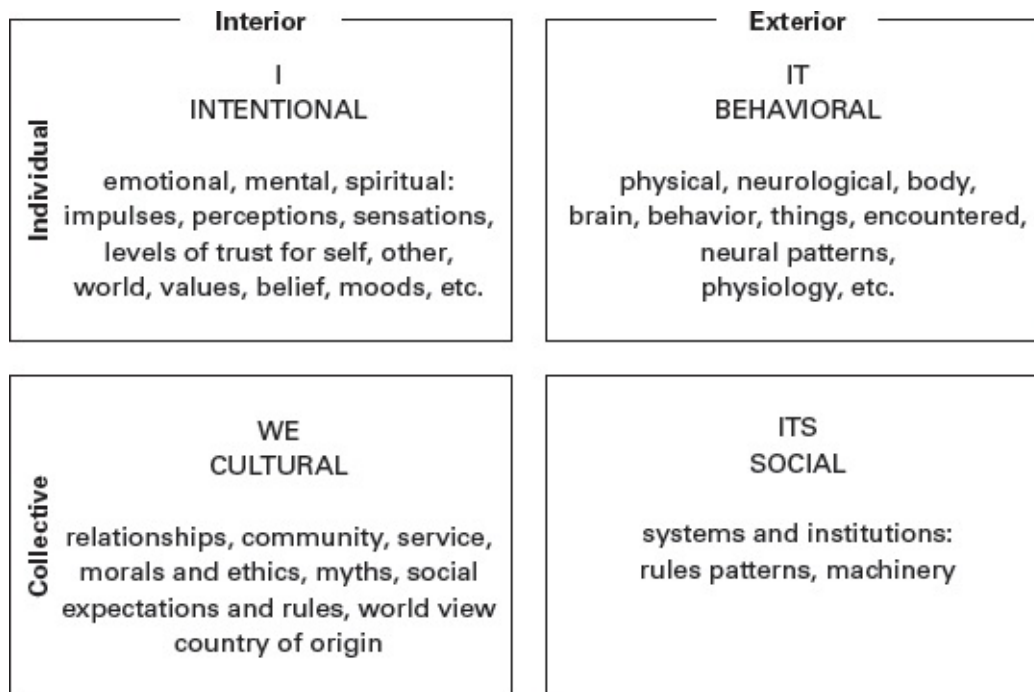 Interior
Exterior
Individual
I
INTENTIONAL
emotional, mental, spiritual:
impulses, perceptions, sensations,
levels of trust for self, other,
world, values, belief, moods, etc.
IT
BEHAVIORAL
physical, neurological, body,
brain, behavior, things, encountered,
neural patterns,
physiology, etc.
Collective
WE
CULTURAL
relationships, community, service,
morals and ethics, myths, social
expectations and rules, world view
country of origin
ITS
SOCIAL
systems and institutions:
rules patterns, machinery